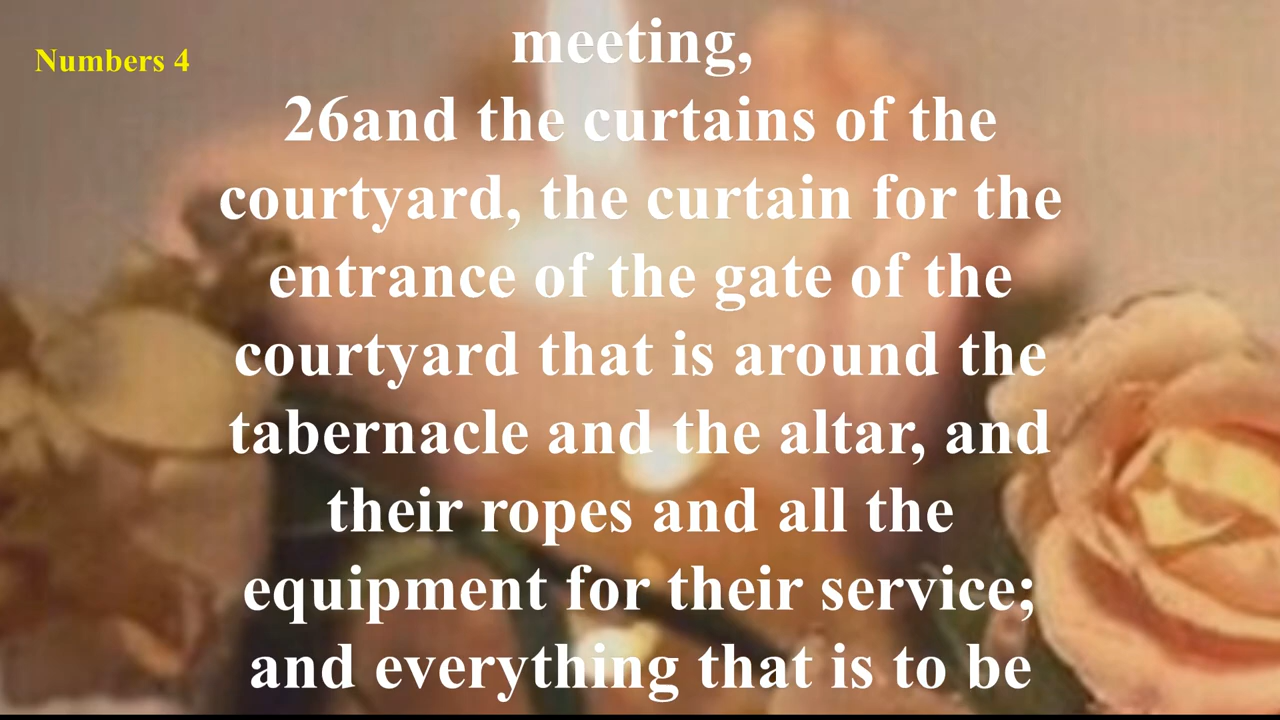 Numbers 4
meeting,
26and the curtains of the
courtyard, the curtain for the
entrance of the gate of the
courtyard that is around the
tabernacle and the altar, and
their ropes and all the
equipment for their service;
and everything that is to be